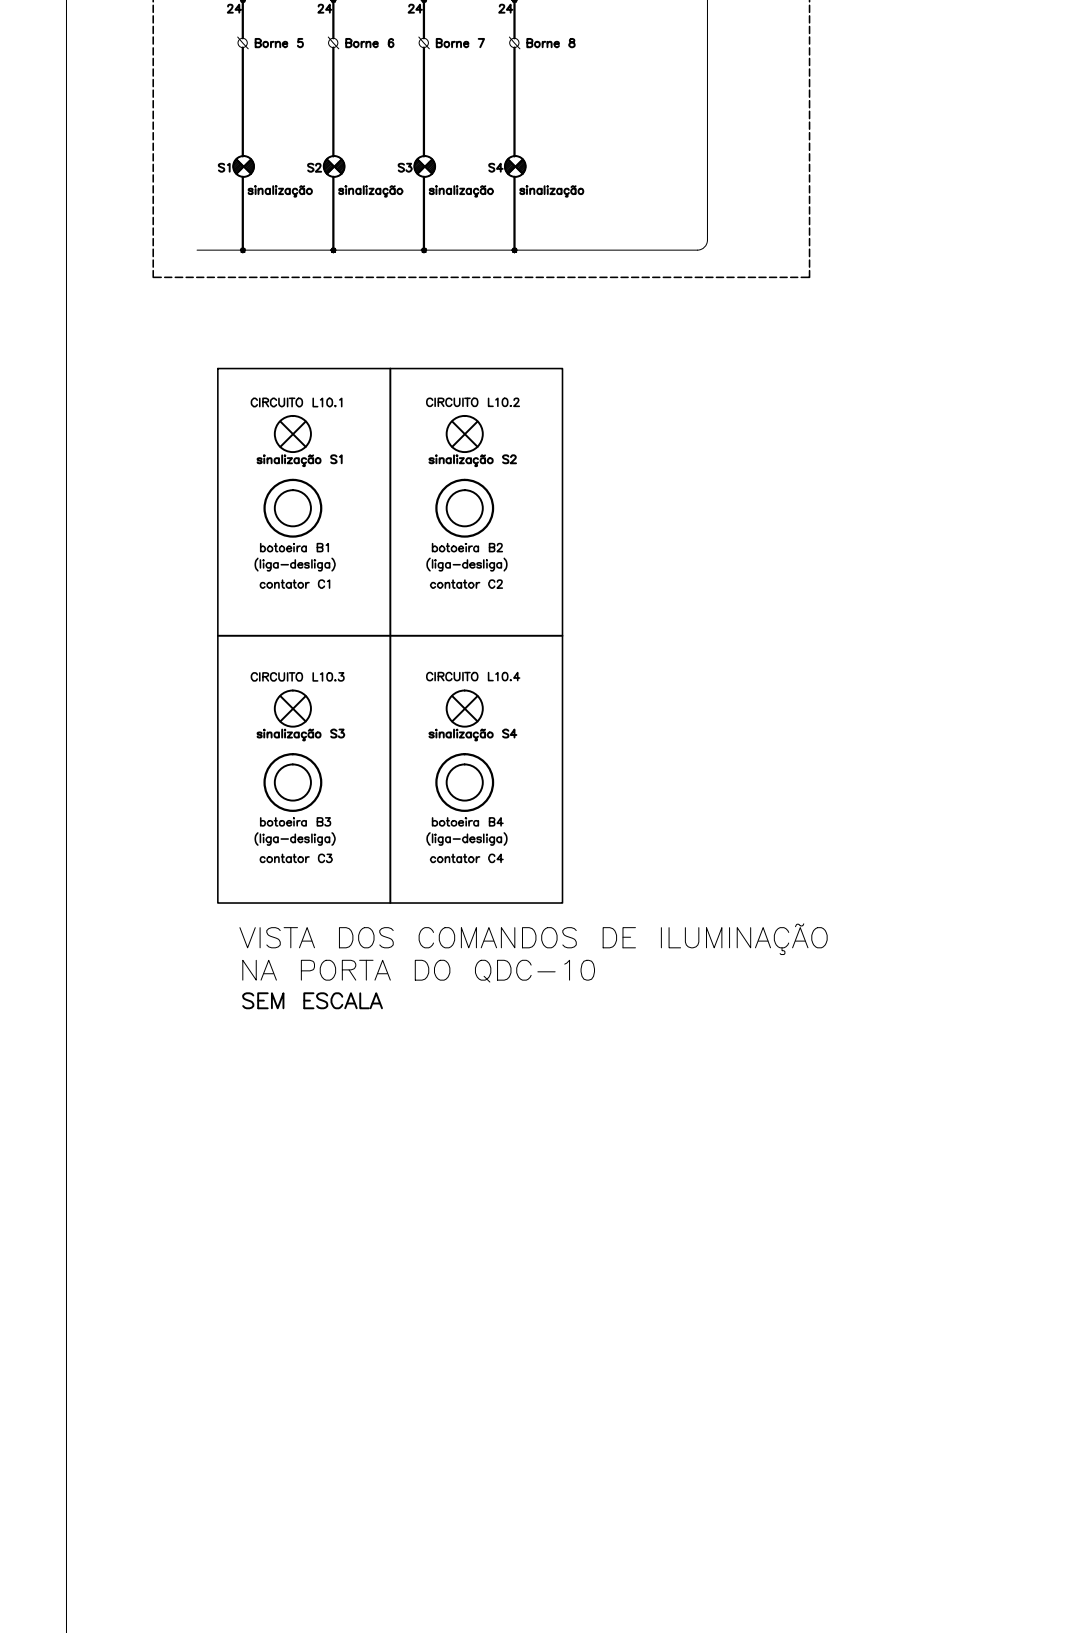 24 24 24 24
Borne 5 Borne 6 Borne 7 Borne 8
S1 S2 S3 S4
sinalização sinalização sinalização sinalização
CIRCUITO L10.1
sinalização S1
botoeira B1
(liga-desliga)
contator C1
CIRCUITO L10.2
sinalização S2
botoeira B2
(liga-desliga)
contator C2
CIRCUITO L10.3
sinalização S3
botoeira B3
(liga-desliga)
contator C3
CIRCUITO L10.4
sinalização S4
botoeira B4
(liga-desliga)
contator C4
VISTA DOS COMANDOS DE ILUMINAÇÃO
NA PORTA DO QDC-10
SEM ESCALA